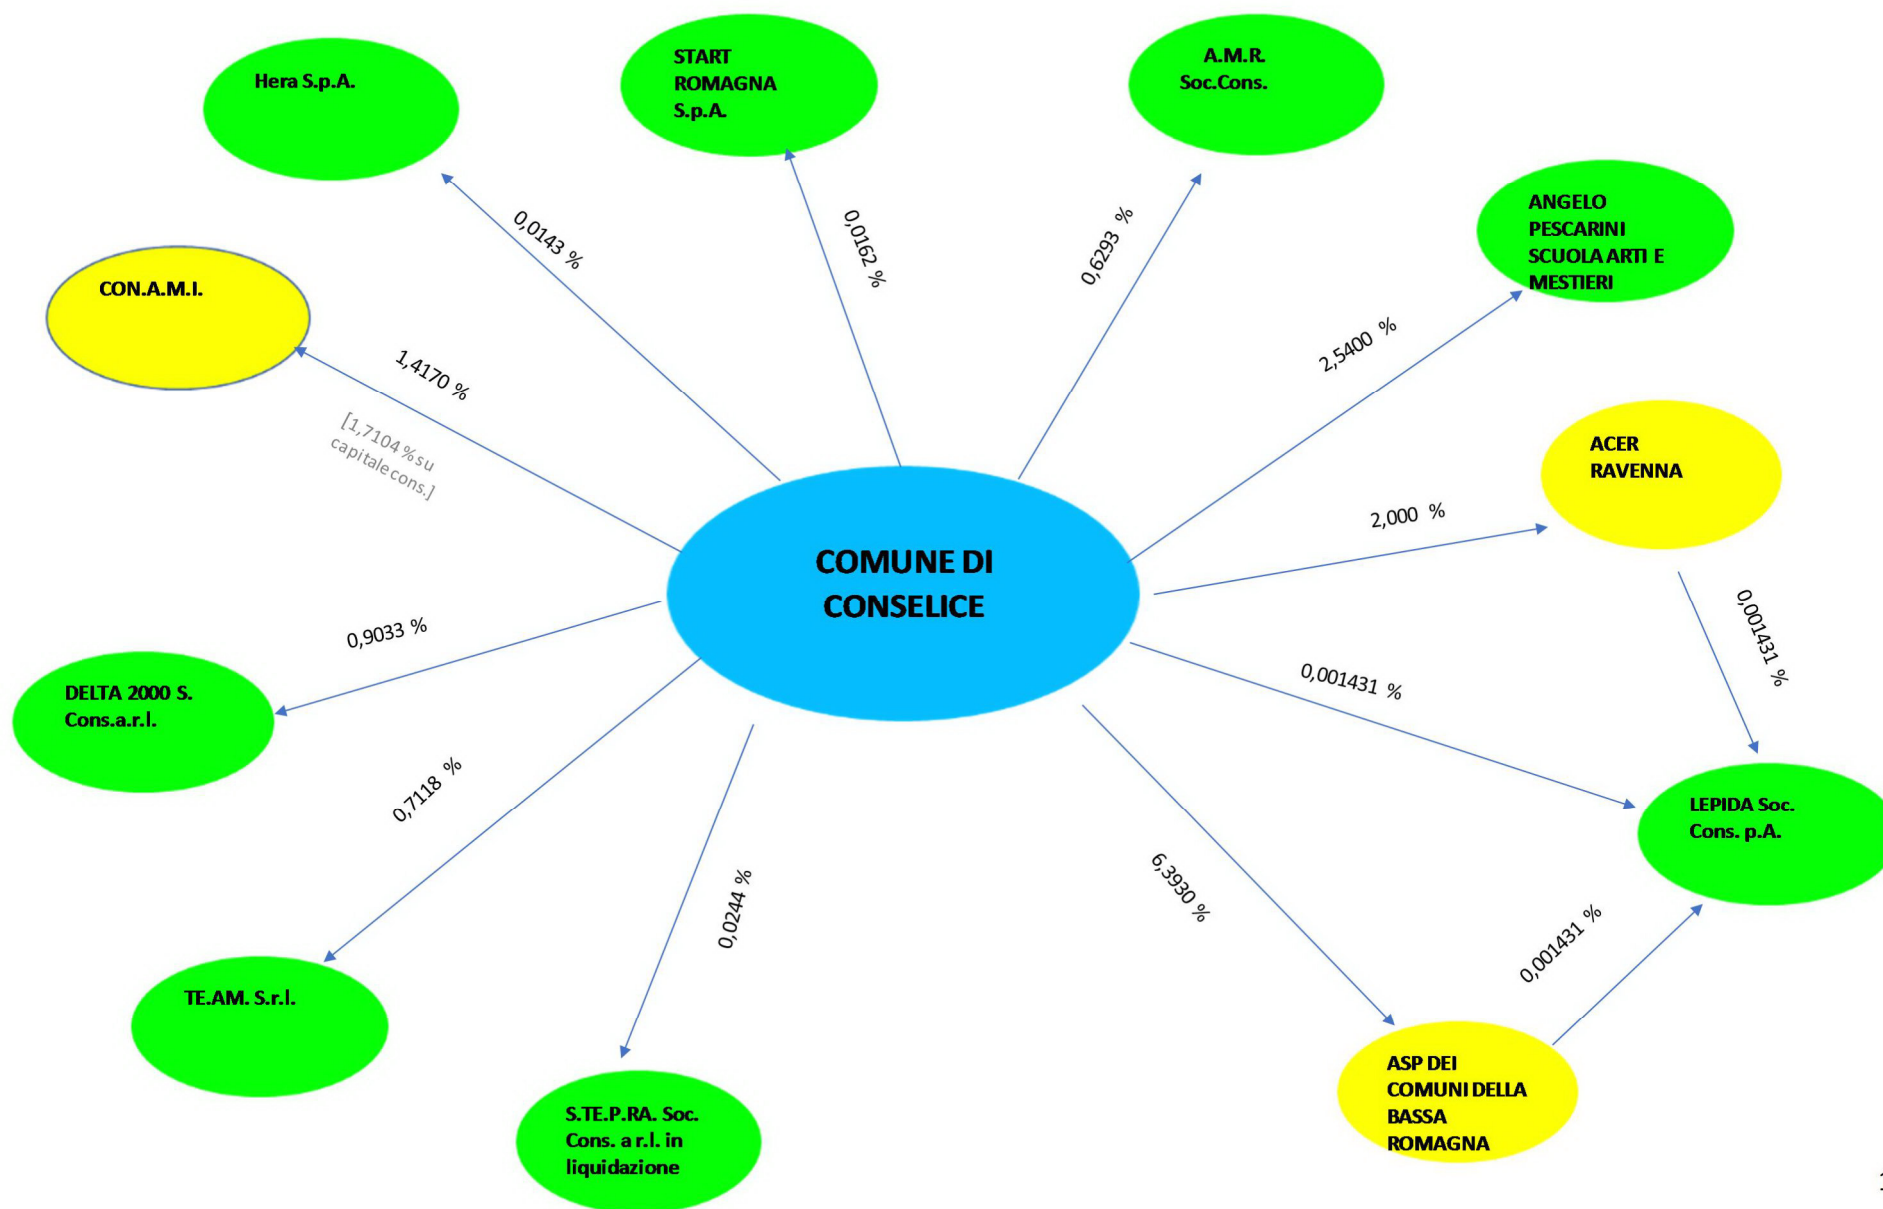 START
ROMAGNA
S.p.A.
A.M.R.
Soc.Cons.
Hera S.p.A.
ANGELO
PESCARINI
SCUOLA ARTI E
MESTIERI
0,0143 %
0,0162 %
0,6293 %
CON.A.M.I.
1,4170 %
[1,7104 % su
capitale cons.]
2,5400 %
ACER
RAVENNA
2,000 %
COMUNE DI
CONSELICE
0,9033 %
0,001431 %
0,001431 %
DELTA 2000 S.
Cons.a.r.l.
0,7118 %
LEPIDA Soc.
Cons. p.A.
0,0244 %
6,3930 %
0,001431 %
TE.AM. S.r.l.
S.TE.P.RA. Soc.
Cons. a r.l. in
liquidazione
ASP DEI
COMUNI DELLA
BASSA
ROMAGNA